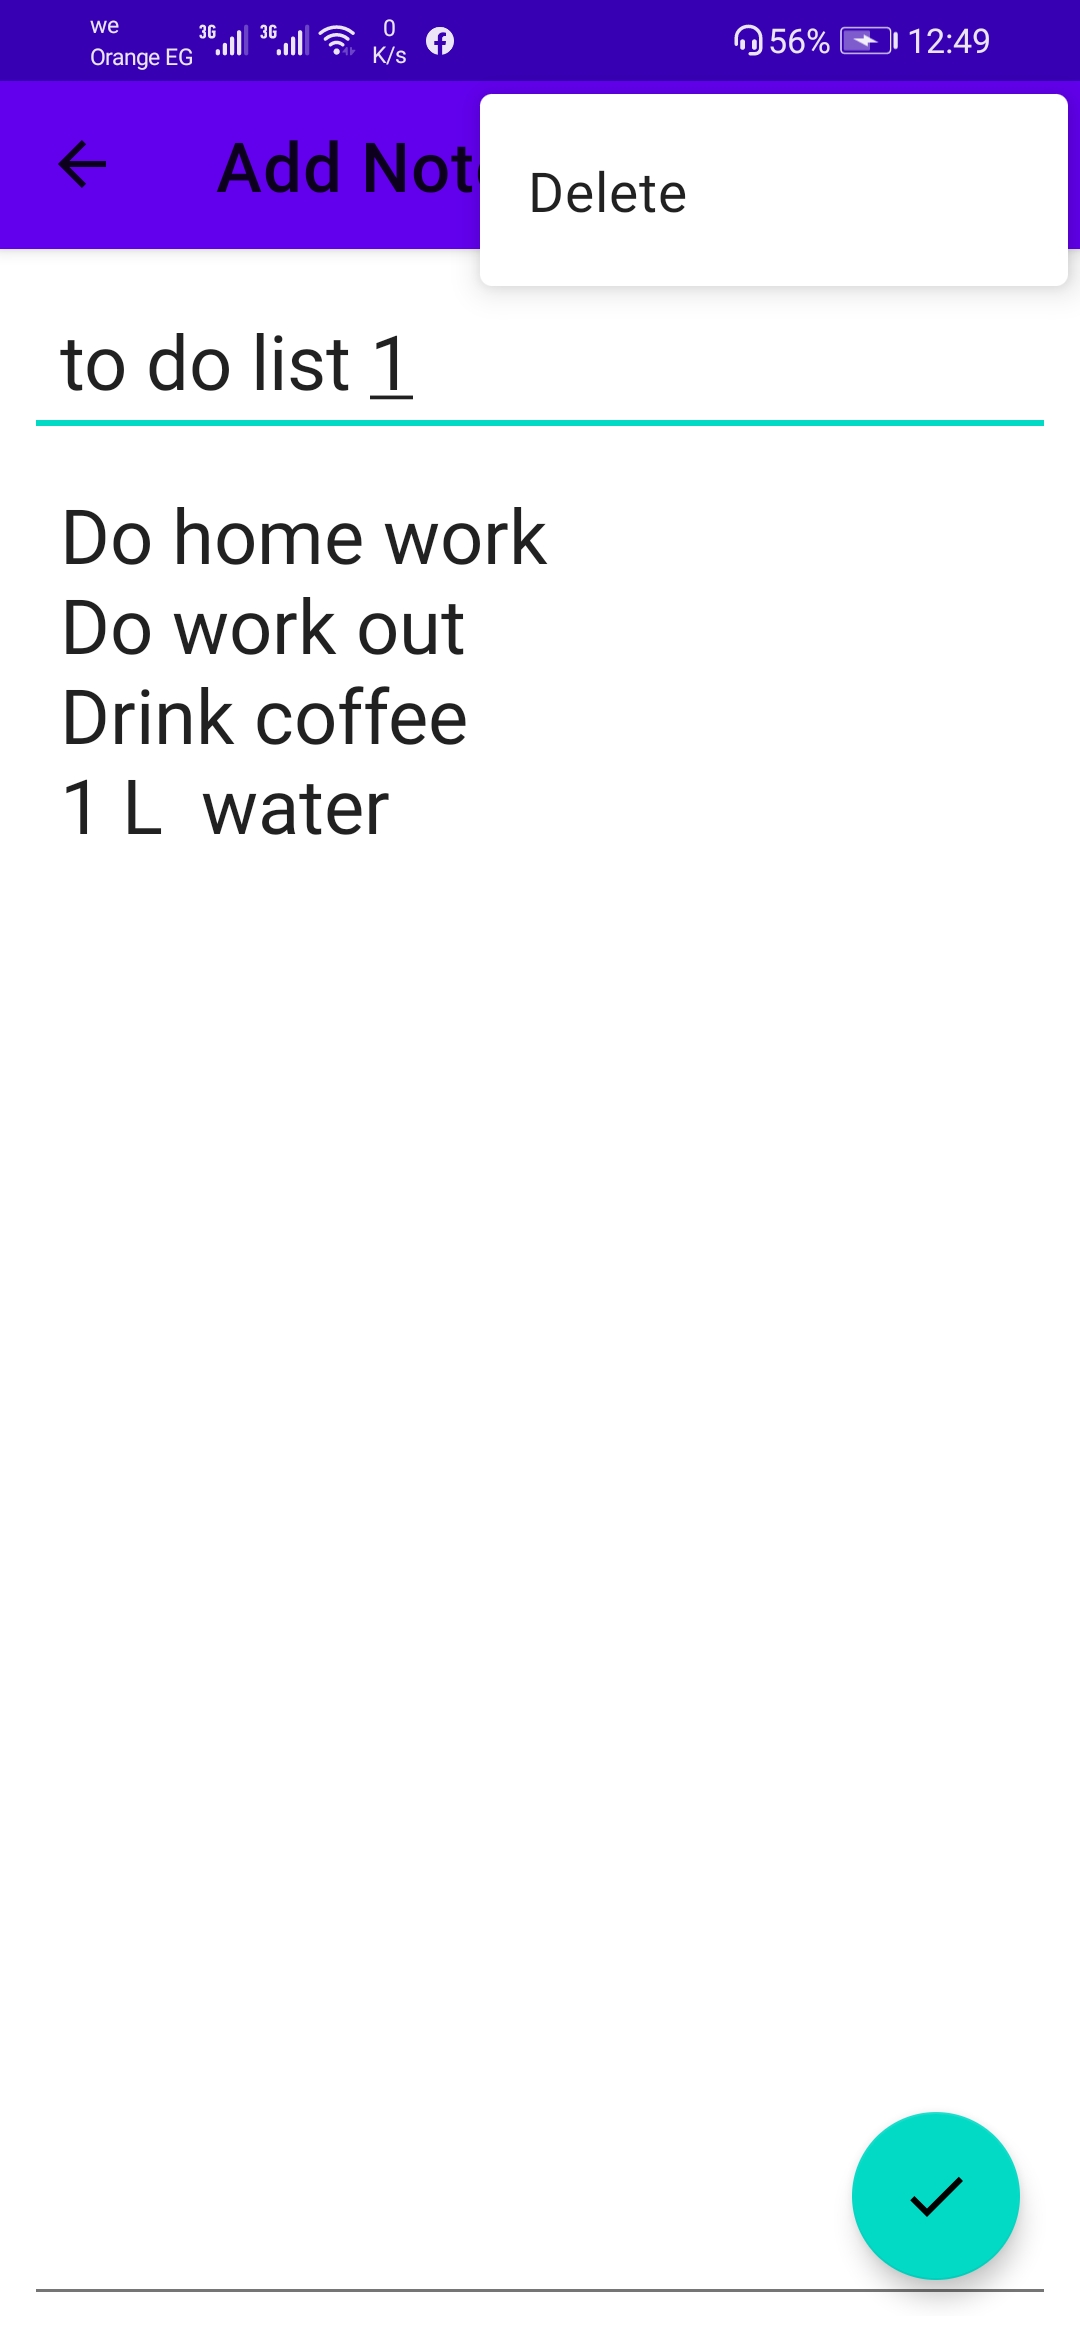 we
Orange EG
3G
3G
0
K/s
56%
12:49
Add Not
Delete
to do list 1
Do home work
Do work out
Drink coffee
1 L  water